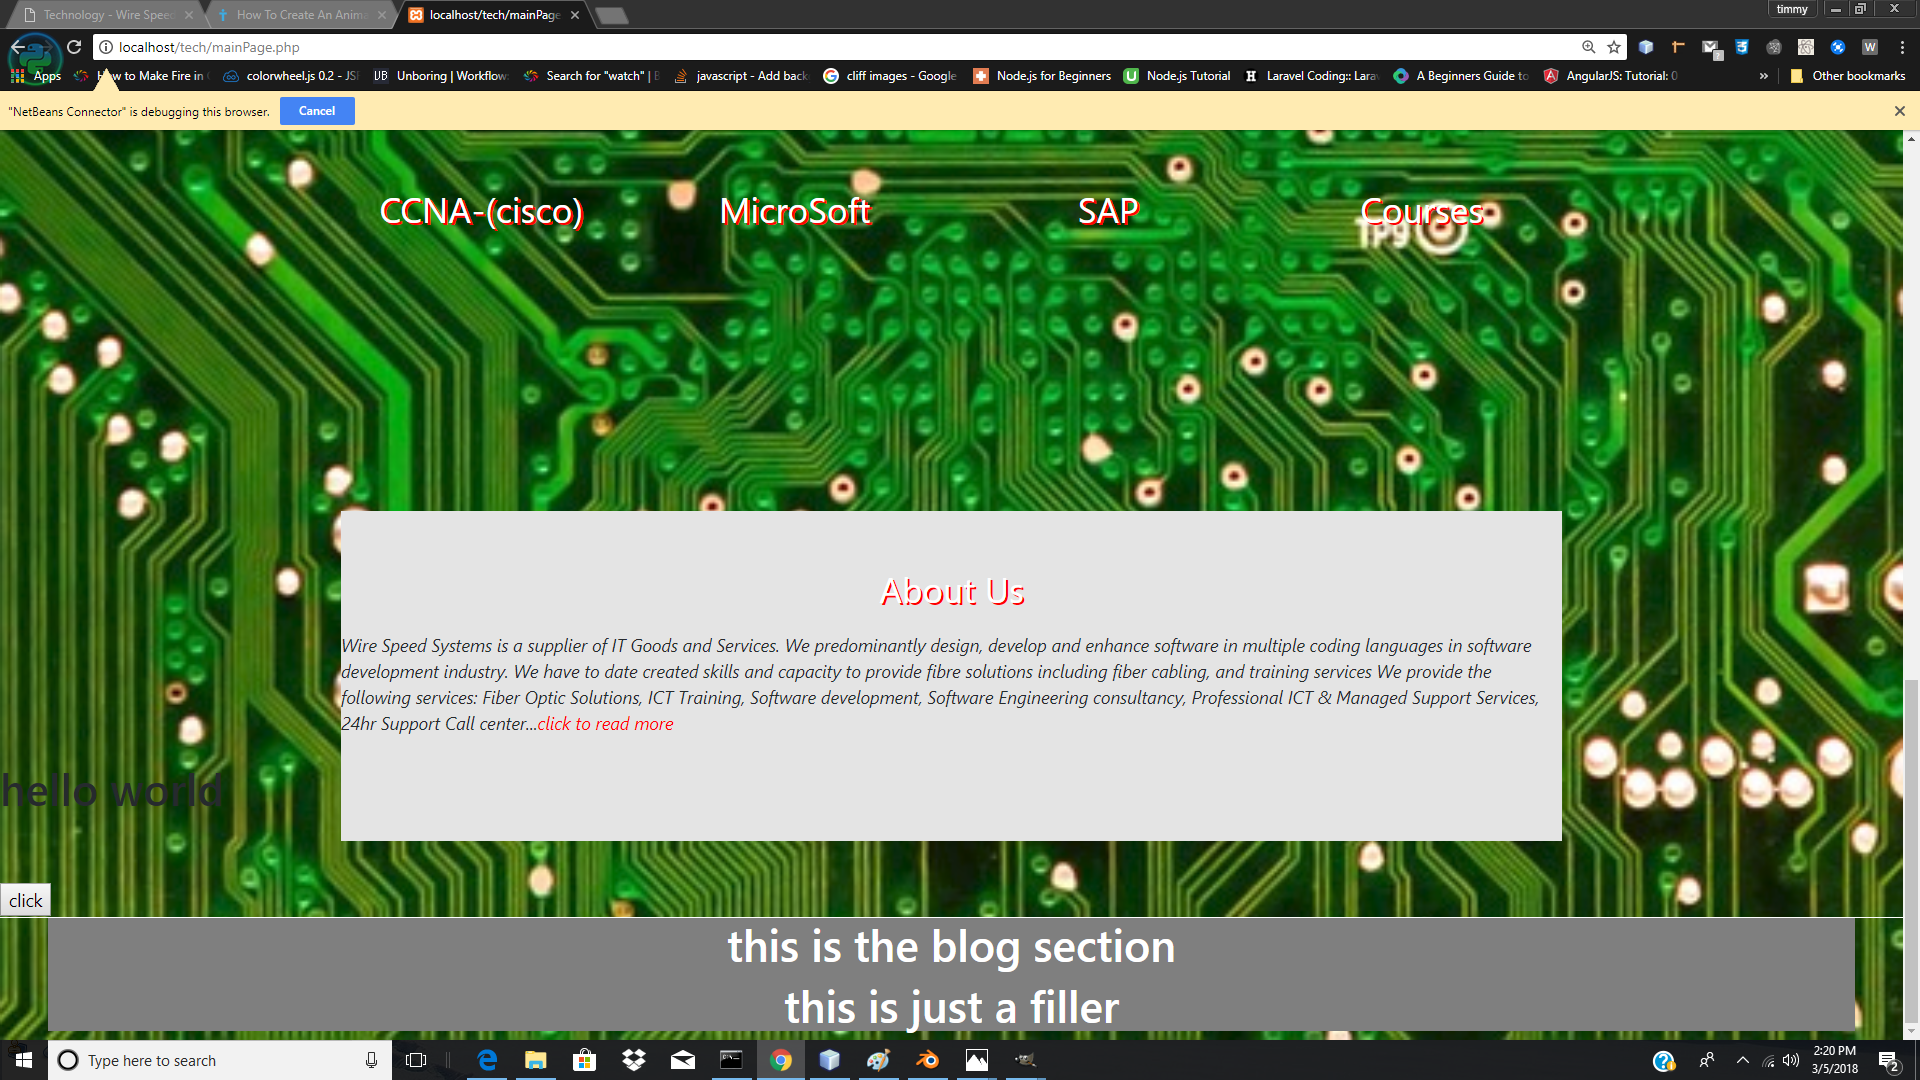 Technology - Wire Speed
How To Create An Anima
localhost/tech/mainPage
timmy
localhost/tech/mainPage.php
Apps
How to Make Fire in
colorwheel.js 0.2 - JSF
UB
Unboring | Workflow
Search for "watch" | B
javascript - Add back
cliff images - Google
Node.js for Beginners
Node.js Tutorial
H
Laravel Coding:: Larav
A Beginners Guide to
AngularJS: Tutorial: 0
»
Other bookmarks
"NetBeans Connector" is debugging this browser.
Cancel
CCNA-(cisco)
MicroSoft
SAP
Courses
TP9
About Us
Wire Speed Systems is a supplier of IT Goods and Services. We predominantly design, develop and enhance software in multiple coding languages in software
development industry. We have to date created skills and capacity to provide fibre solutions including fiber cabling, and training services We provide the
following services: Fiber Optic Solutions, ICT Training, Software development, Software Engineering consultancy, Professional ICT & Managed Support Services,
24hr Support Call center...click to read more
hello world
click
this is the blog section
this is just a filler
Type here to search
2:20 PM
3/5/2018
2